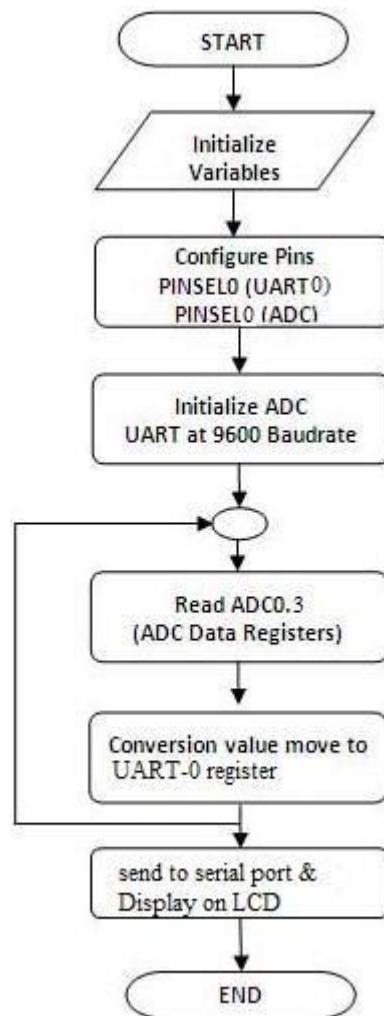 START
Initialize
Variables
Configure Pins
PINSEL0 (UART0)
PINSEL0 (ADC)
Initialize ADC
UART at 9600 Baudrate
Read ADC0.3
(ADC Data Registers)
Conversion value move to
UART-0 register
send to serial port &
Display on LCD
END